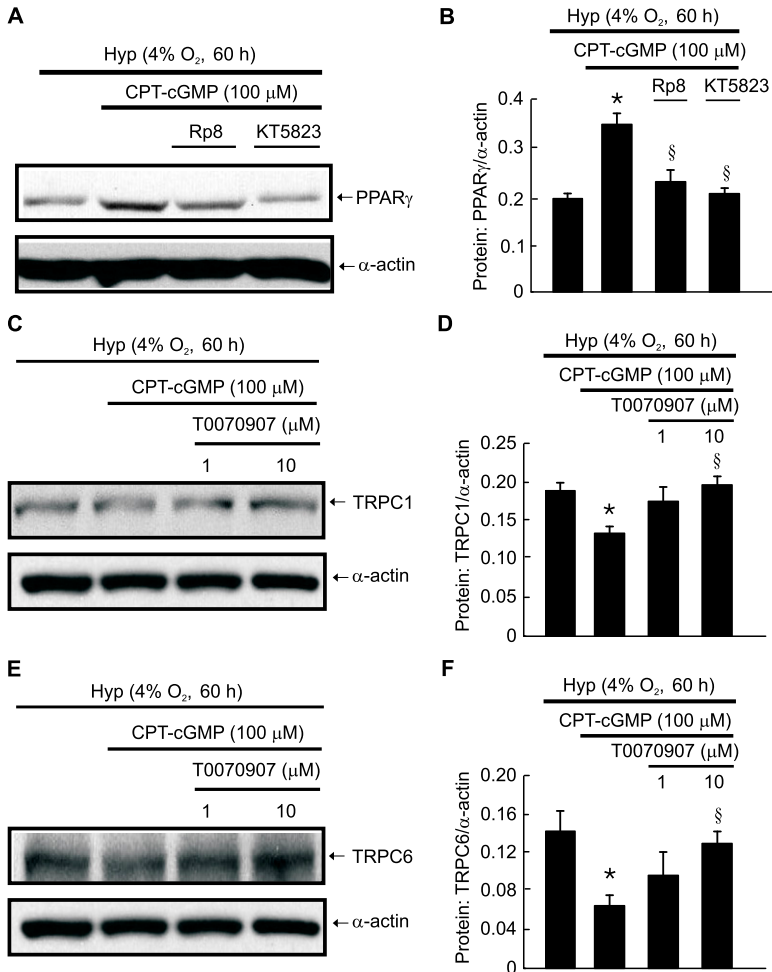 A
Hyp (4% O2, 60 h)
CPT-cGMP (100 μM)
Rp8 KT5823
←PPARγ
←α-actin
B
Hyp (4% O2, 60 h)
CPT-cGMP (100 μM)
Rp8 KT5823
Protein: PPARγ/α-actin
0.4
0.3
0.2
0.1
0
*
§
§
C
Hyp (4% O2, 60 h)
CPT-cGMP (100 μM)
T0070907 (μM)
1 10
← TRPC1
←α-actin
D
Hyp (4% O2, 60 h)
CPT-cGMP (100 μM)
T0070907 (μM)
1 10
Protein: TRPC1/α-actin
0.25
0.20
0.15
0.10
0.05
0
*
§
E
Hyp (4% O2, 60 h)
CPT-cGMP (100 μM)
T0070907 (μM)
1 10
← TRPC6
←α-actin
F
Hyp (4% O2, 60 h)
CPT-cGMP (100 μM)
T0070907 (μM)
1 10
Protein: TRPC6/α-actin
0.20
0.16
0.12
0.08
0.04
0
*
§